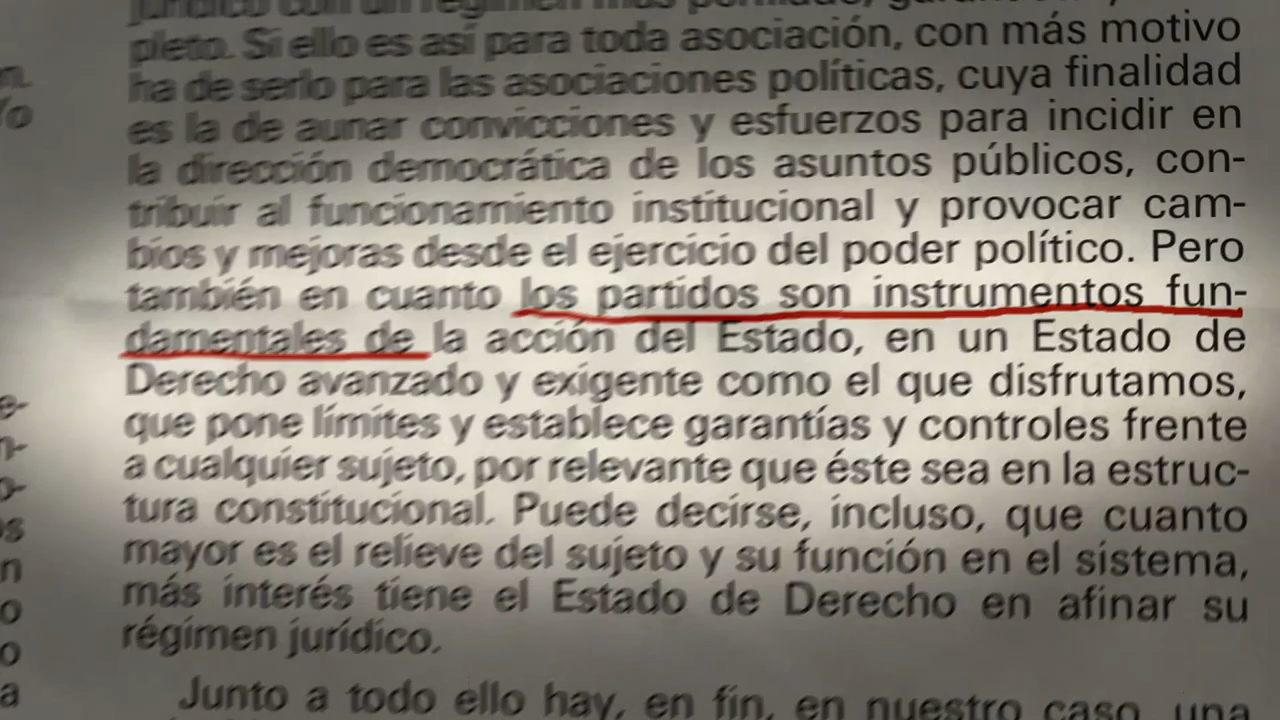 jurídico con un régimen más
pleto. Si ello es así para toda asociación, con más motivo
ha de serlo para las asociaciones políticas, cuya finalidad
es la de aunar convicciones y esfuerzos para incidir en
la dirección democrática de los asuntos públicos, con-
tribuir al funcionamiento institucional y provocar cam-
bios y mejoras desde el ejercicio del poder político. Pero
también en cuanto los partidos son instrumentos fun-
damentales de la acción del Estado, en un Estado de
Derecho avanzado y exigente como el que disfrutamos,
que pone límites y establece garantías y controles frente
a cualquier sujeto, por relevante que éste sea en la estruc-
tura constitucional. Puede decirse, incluso, que cuanto
mayor es el relieve del sujeto y su función en el sistema,
más interés tiene el Estado de Derecho en afinar su
régimen jurídico.
Junto a todo ello hay, en fin, en nuestro caso, una